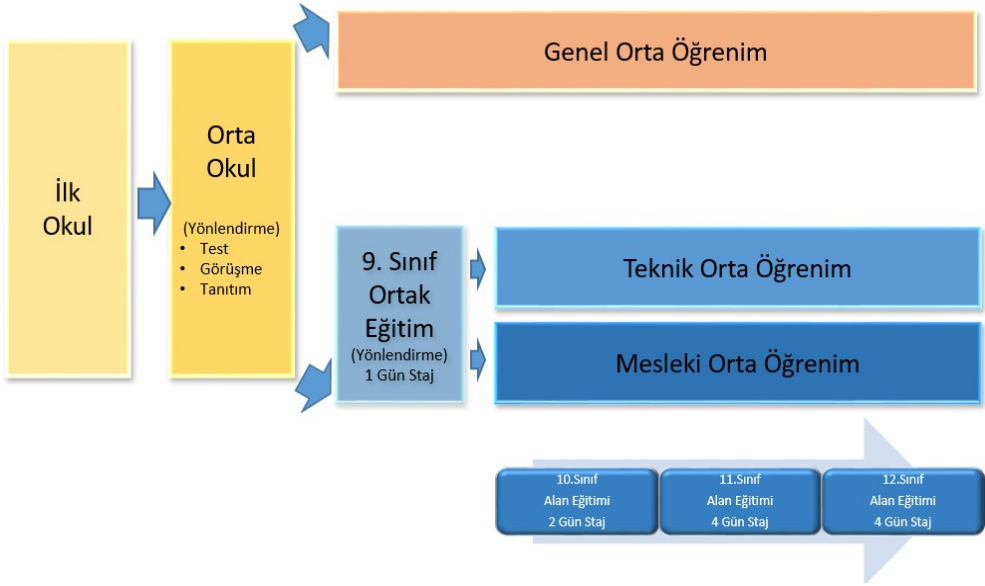 İlk
Okul
Orta
Okul
(Yönlendirme)
• Test
• Görüşme
• Tanıtım
Genel Orta Öğrenim
9. Sınıf
Ortak
Eğitim
(Yönlendirme)
1 Gün Staj
Teknik Orta Öğrenim
Mesleki Orta Öğrenim
10.Sınıf
Alan Eğitimi
2 Gün Staj
11.Sınıf
Alan Eğitimi
4 Gün Staj
12.Sınıf
Alan Eğitimi
4 Gün Staj